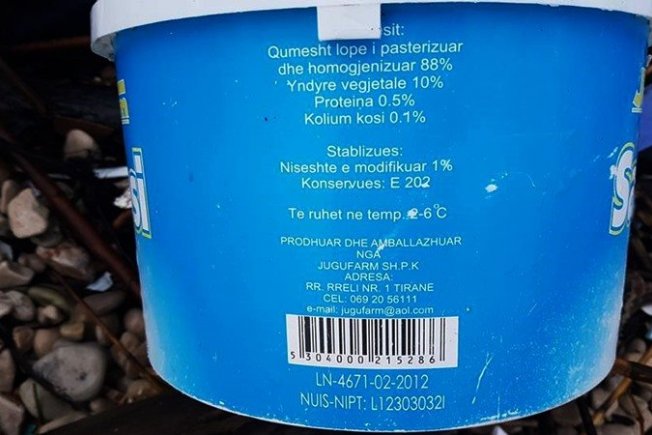 Qumesht lope i pasterizuar
dhe homogjenizuar 88%
Yndyre vegjetale 10%
Proteina 0.5%
Kolium kosi 0.1%
Stablizues:
Niseshte e modifikuar 1%
Konservues: E 202
Te ruhet ne temp. 2-6°C
PRODHUAR DHE AMBALLAZHUAR
NGA
JUGUFARM SH.P.K
ADRESA:
RR. RRELI NR. 1 TIRANE
CEL: 069 20 56111
e-mail: jugufarm@aol.com
5 304000 215286
LN-4671-02-2012
NUIS-NIPT: L12303032I